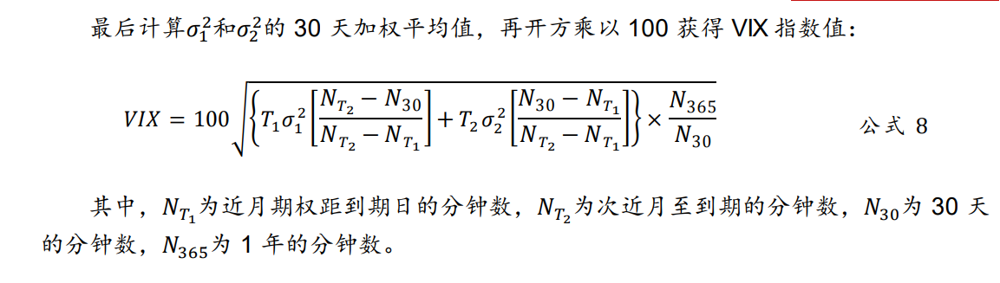 最后计算𝜎₁²和𝜎₂²的 30 天加权平均值，再开方乘以 100 获得 VIX 指数值：
$VIX = 100\sqrt{\left\{T_1\sigma_1^2\left[\frac{N_{T_2}-N_{30}}{N_{T_2}-N_{T_1}}\right]+T_2\sigma_2^2\left[\frac{N_{30}-N_{T_1}}{N_{T_2}-N_{T_1}}\right]\right\}\times\frac{N_{365}}{N_{30}}}$ 公式 8
其中，$N_{T_1}$为近月期权距到期日的分钟数，$N_{T_2}$为次近月至到期的分钟数，$N_{30}$为 30 天
的分钟数，$N_{365}$为 1 年的分钟数。